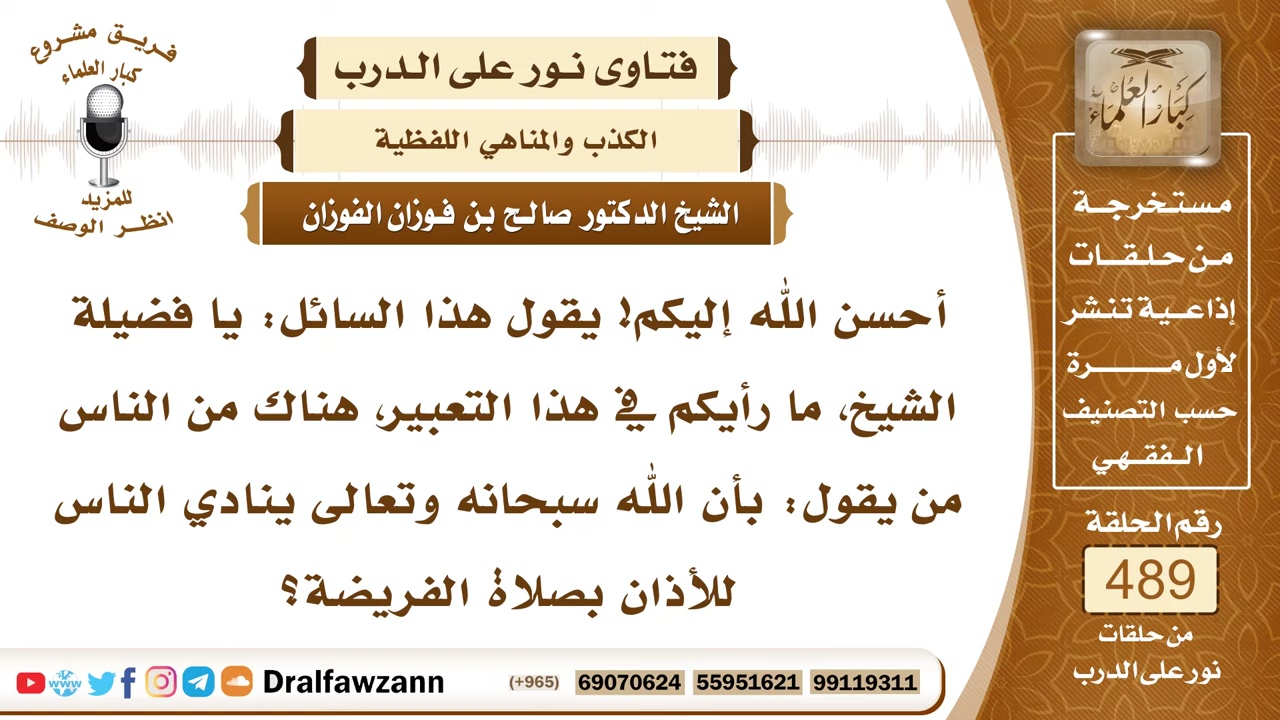 فريق مشروع
كبار العلماء
للمزيد
انظر الوصف
فتاوى نور على الدرب
الكذب والمناهي اللفظية
الشيخ الدكتور صالح بن فوزان الفوزان
أحسن الله إليكم! يقول هذا السائل: يا فضيلة
الشيخ، ما رأيكم في هذا التعبير، هناك من الناس
من يقول: بأن الله سبحانه وتعالى ينادي الناس
للأذان بصلاة الفريضة؟
كبار العلماء
مستخرجة
من حلقات
إذاعية تنشر
لأول مرة
حسب التصنيف
الفقهي
رقم الحلقة
489
من حلقات
نور على الدرب
www Dralfawzann (+965) 69070624 55951621 99119311